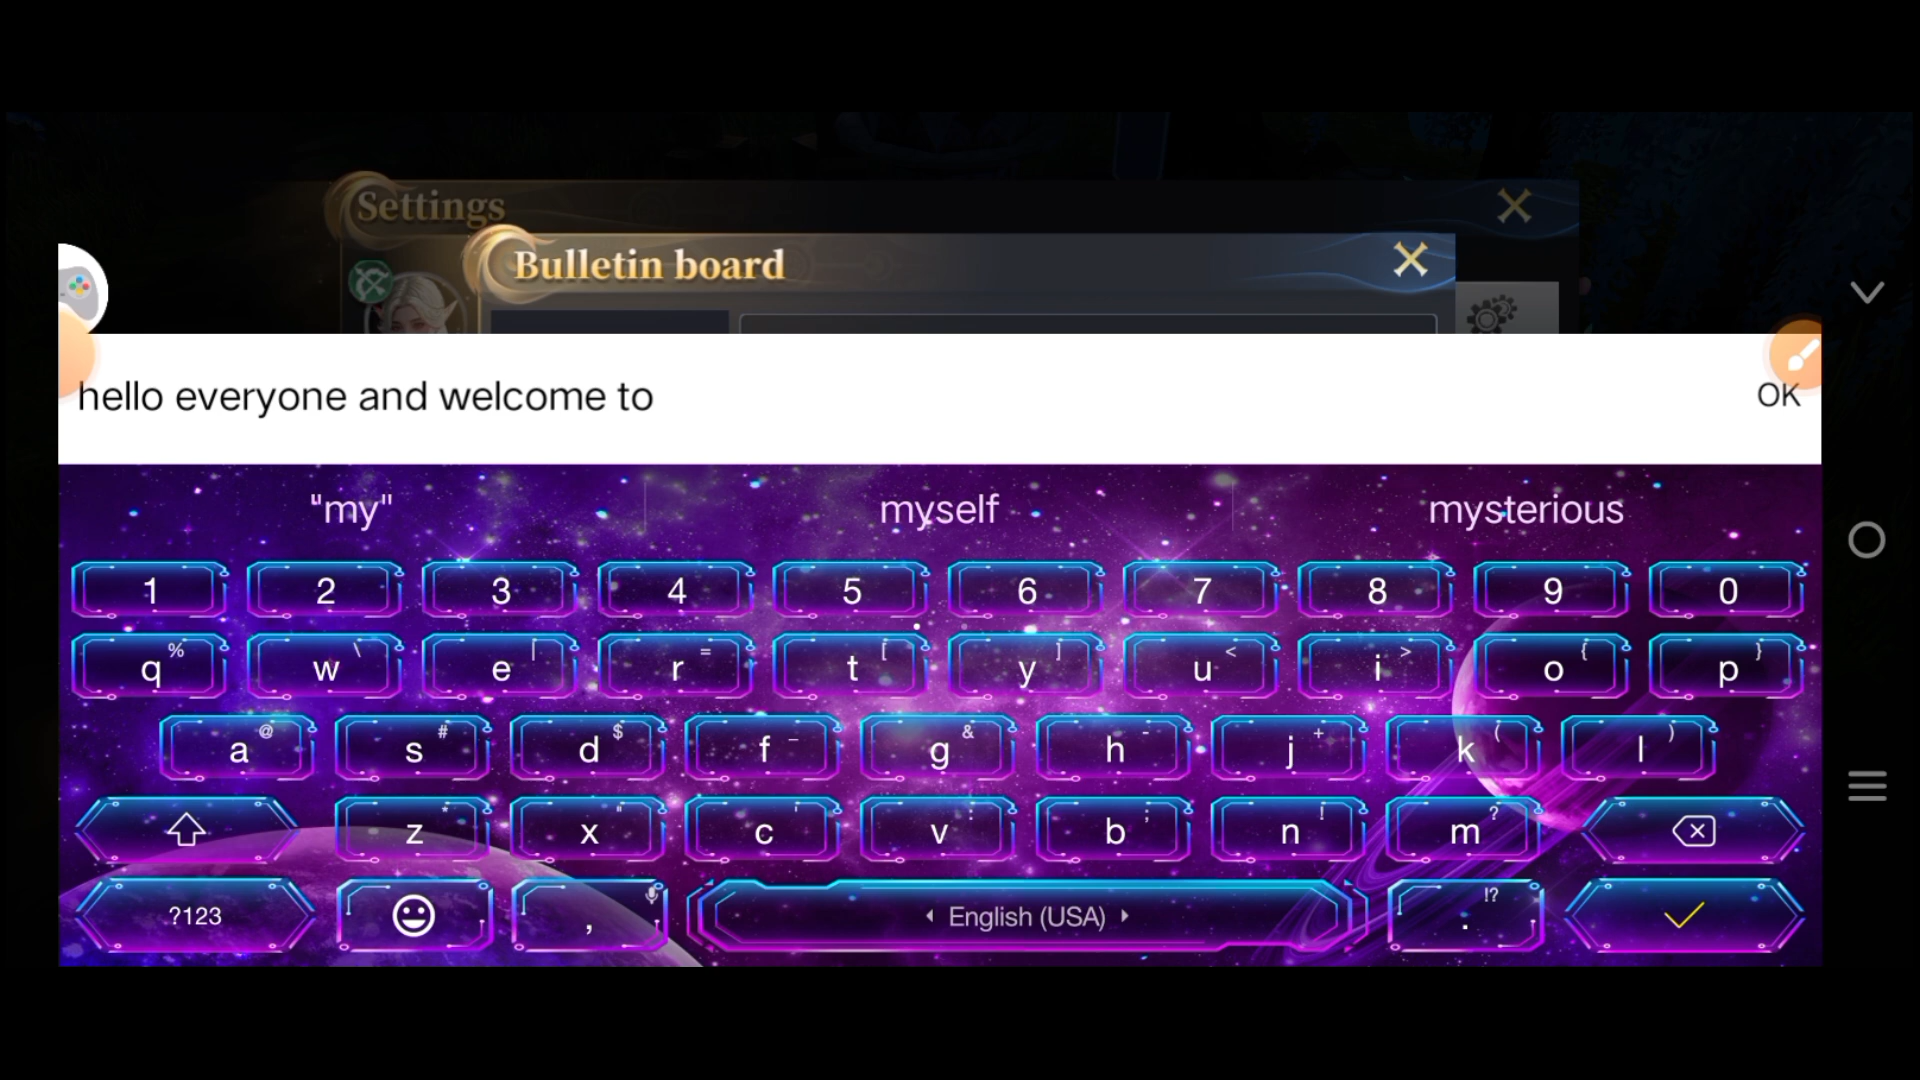 Settings
Bulletin board
hello everyone and welcome to
OK
"my" myself mysterious
1 2 3 4 5 6 7 8 9 0
q % w \ e | r = t [ y ] u < i > o { p }
a @ s # d $ f _ g & h - j + k ( l )
z * x " c ' v : b ; n ! m ?
?123 , English (USA) . !?